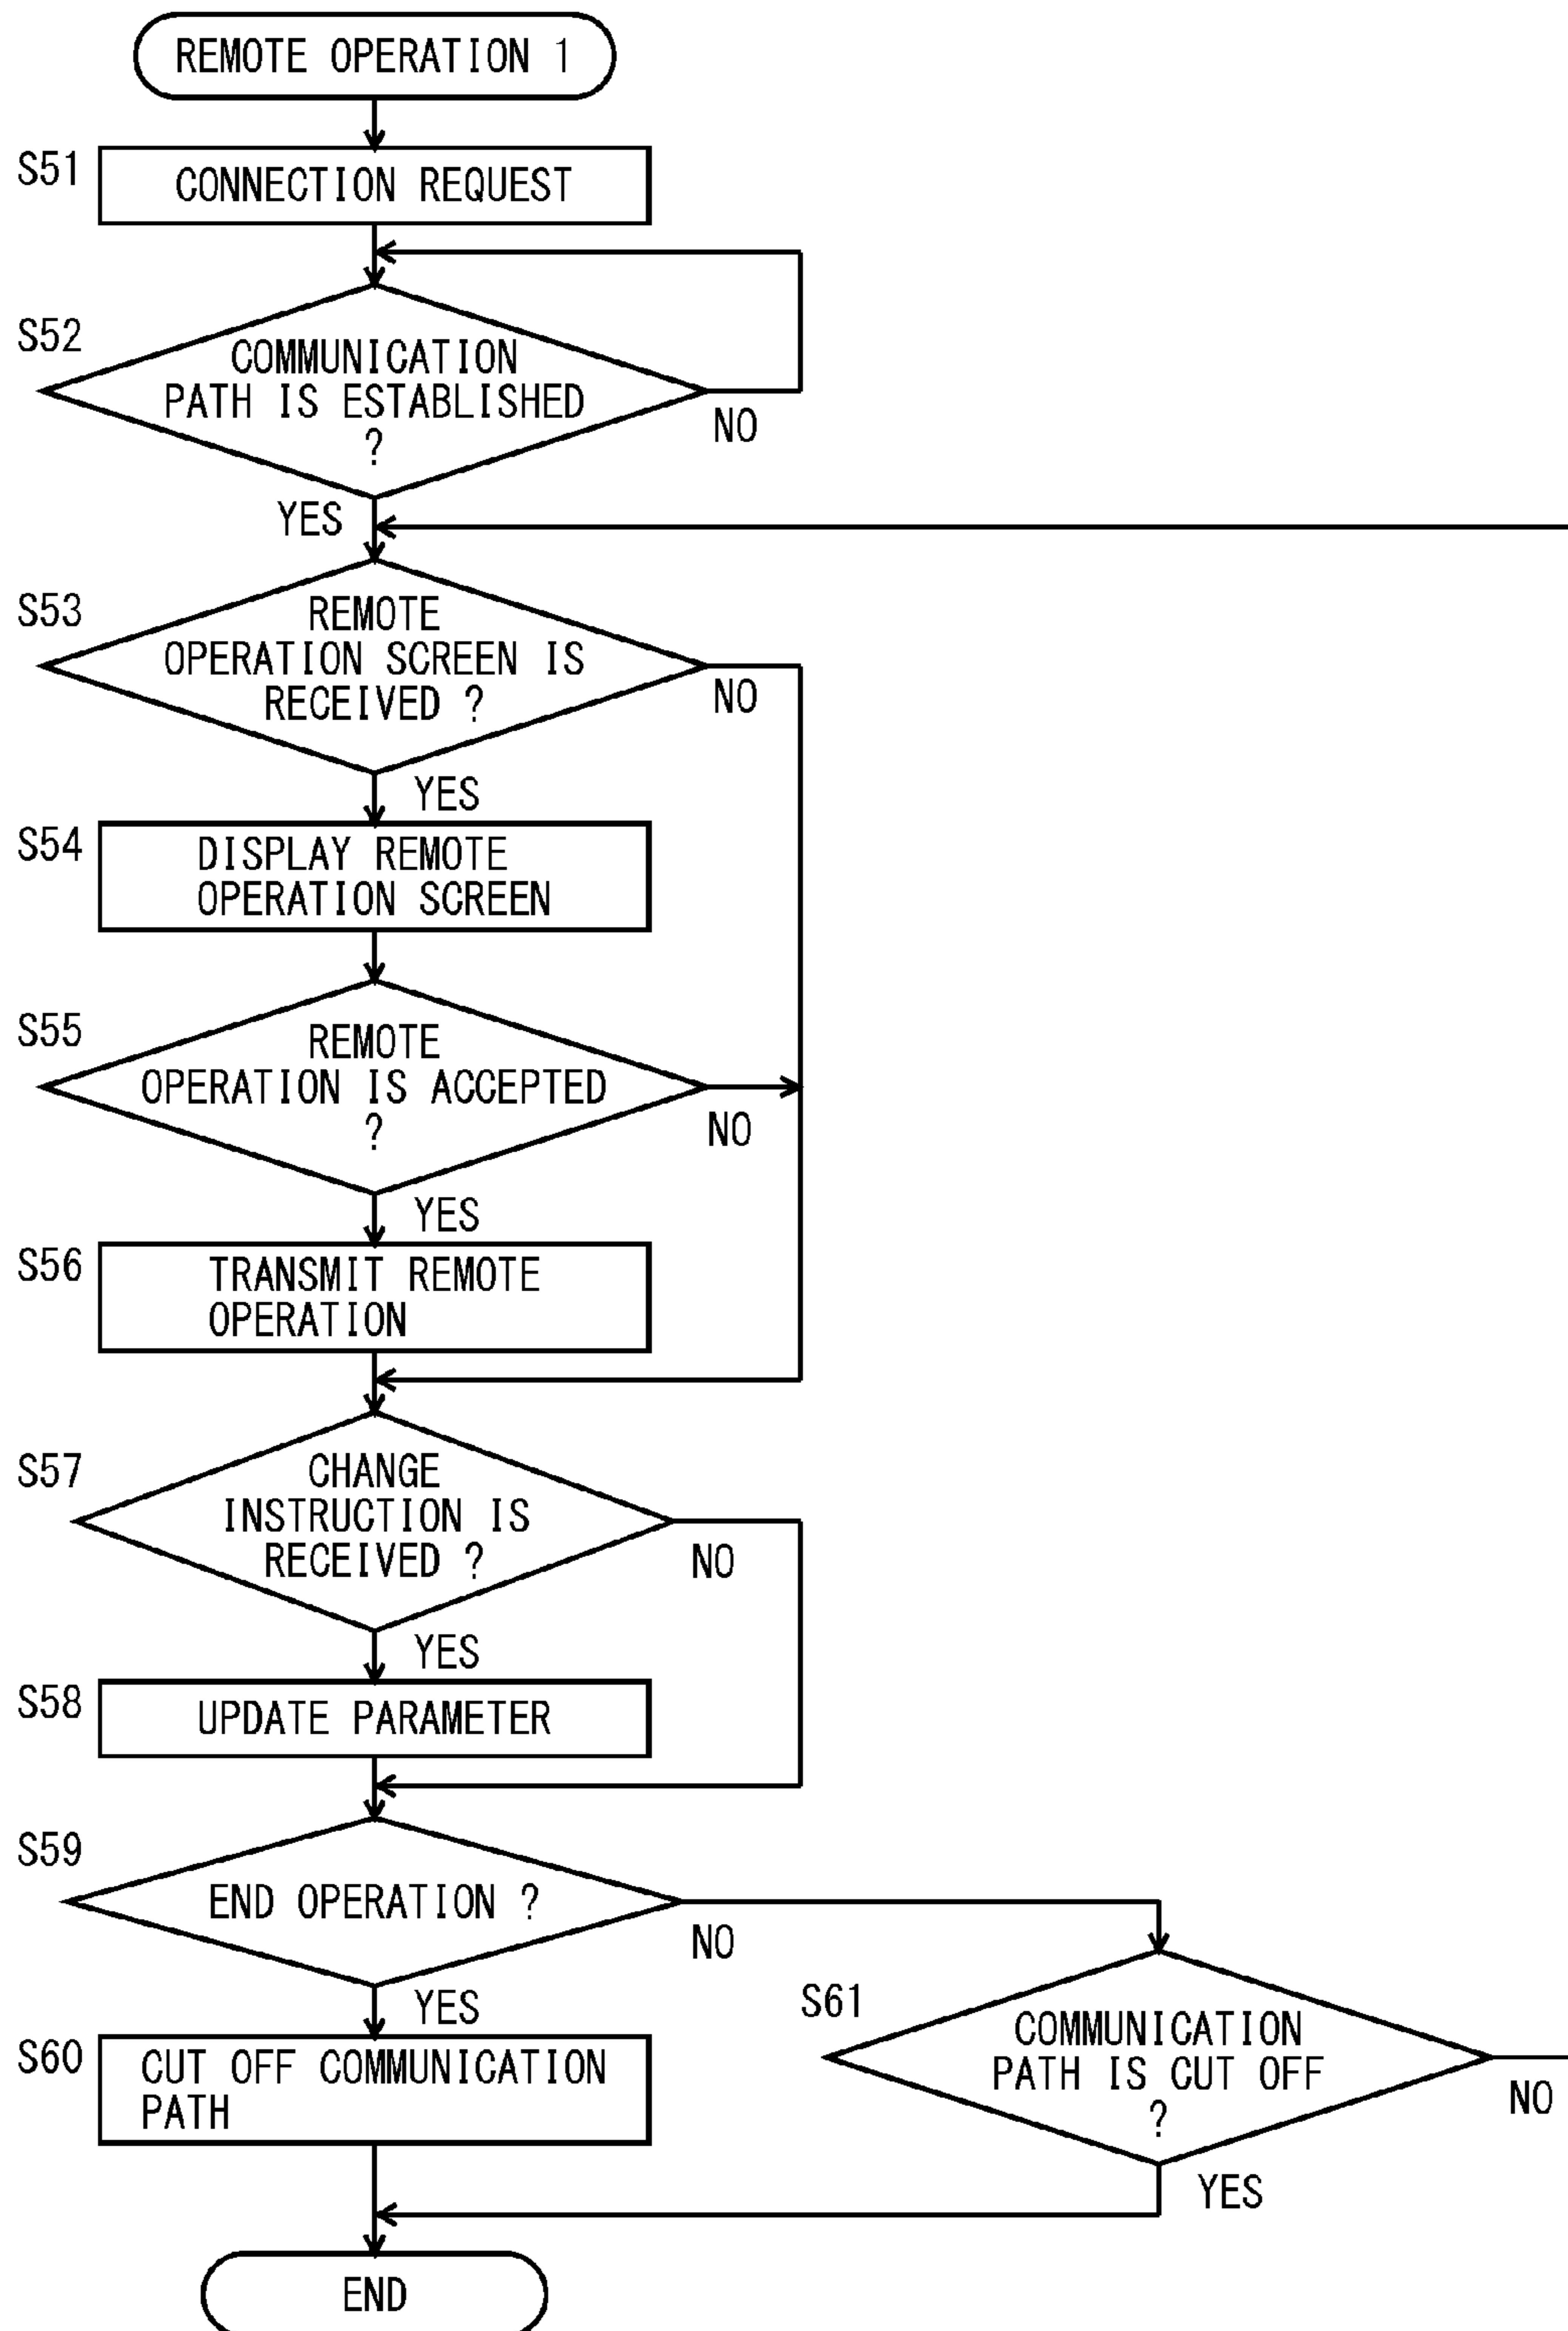 REMOTE OPERATION 1
S51
CONNECTION REQUEST
S52
COMMUNICATION
PATH IS ESTABLISHED
?
NO
YES
S53
REMOTE
OPERATION SCREEN IS
RECEIVED ?
NO
YES
S54
DISPLAY REMOTE
OPERATION SCREEN
S55
REMOTE
OPERATION IS ACCEPTED
?
NO
YES
S56
TRANSMIT REMOTE
OPERATION
S57
CHANGE
INSTRUCTION IS
RECEIVED ?
NO
YES
S58
UPDATE PARAMETER
S59
END OPERATION ?
NO
YES
S60
CUT OFF COMMUNICATION
PATH
S61
COMMUNICATION
PATH IS CUT OFF
?
NO
YES
END